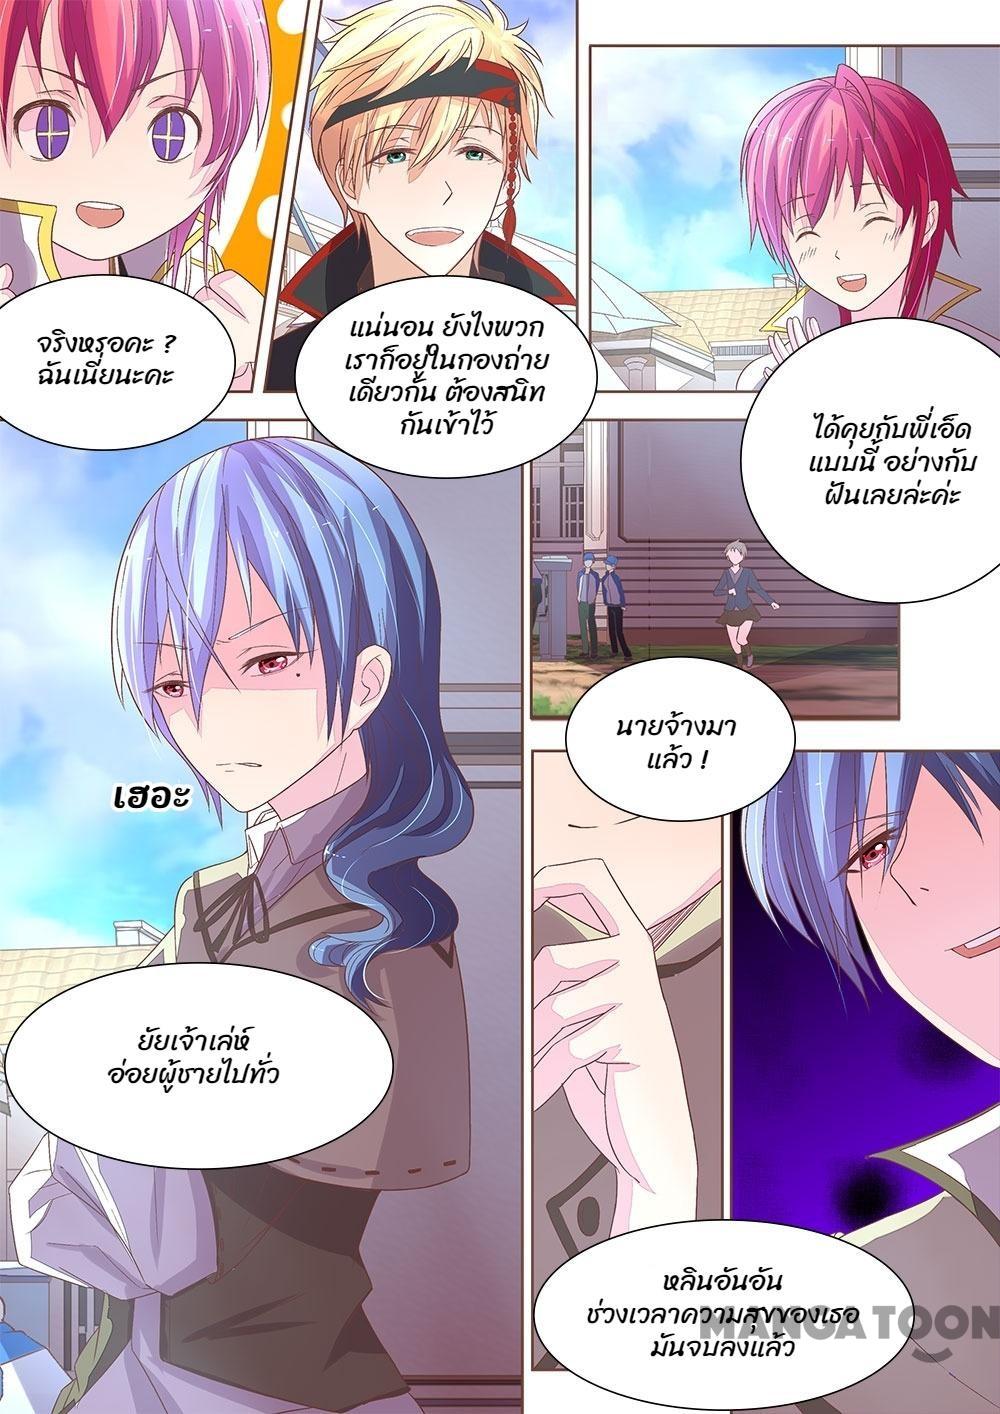 จริงหรอคะ ?
ฉันเนี่ยนะคะ
แน่นอน ยังไงพวก
เราก็อยู่ในกองถ่าย
เดียวกัน ต้องสนิท
กันเข้าไว้
ได้คุยกับพี่เอ็ด
แบบนี้ อย่างกับ
ฝันเลยล่ะค่ะ
นายจ้างมา
แล้ว !
เฮอะ
ยัยเจ้าเล่ห์
อ่อยผู้ชายไปทั่ว
หลินอันอัน
ช่วงเวลาความสุขของเธอ
มันจบลงแล้ว
MANGATOON